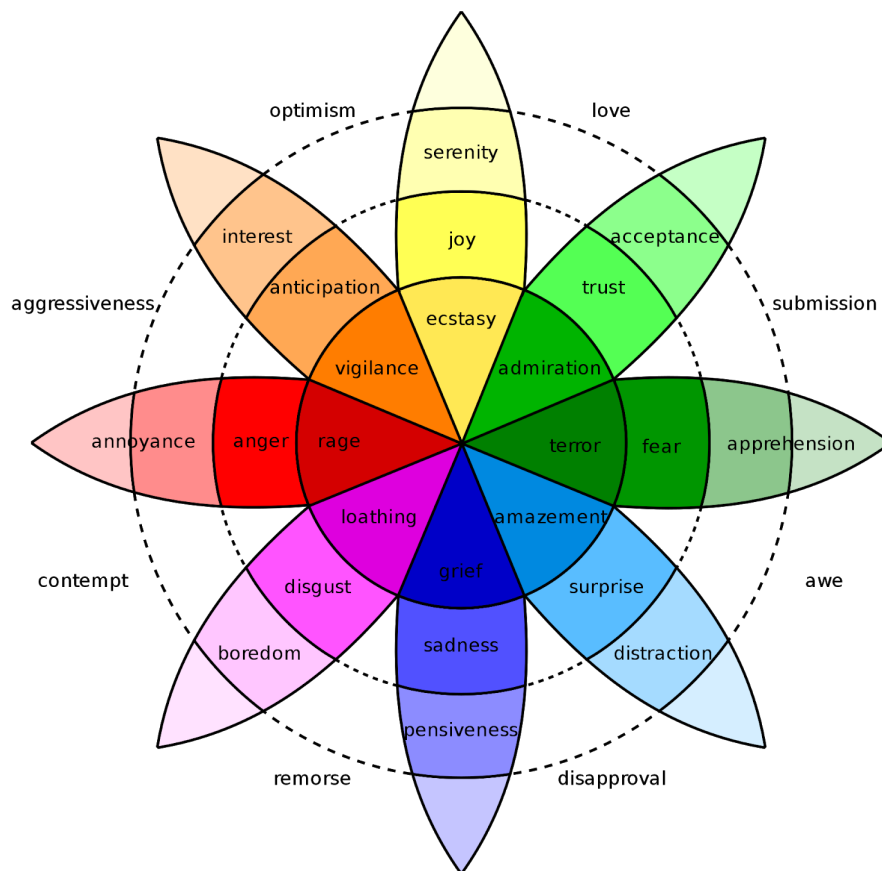 optimism
love
serenity
interest
acceptance
joy
anticipation
trust
aggressiveness
submission
ecstasy
vigilance
admiration
annoyance
anger
rage
terror
fear
apprehension
loathing
amazement
contempt
grief
awe
disgust
surprise
sadness
boredom
distraction
pensiveness
remorse
disapproval